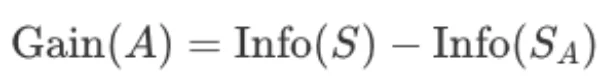 Gain(A) = Info(S) − Info(S_A)